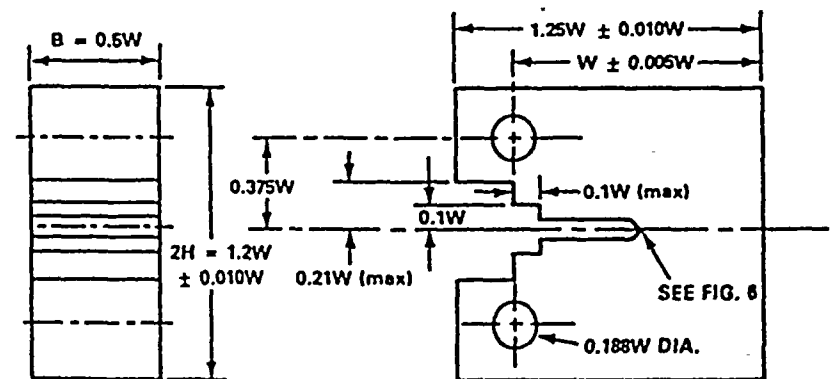 B = 0.5W
1.25W ± 0.010W
W ± 0.005W
0.375W
0.1W (max)
0.1W
2H = 1.2W
± 0.010W
0.21W (max)
SEE FIG. 6
0.188W DIA.